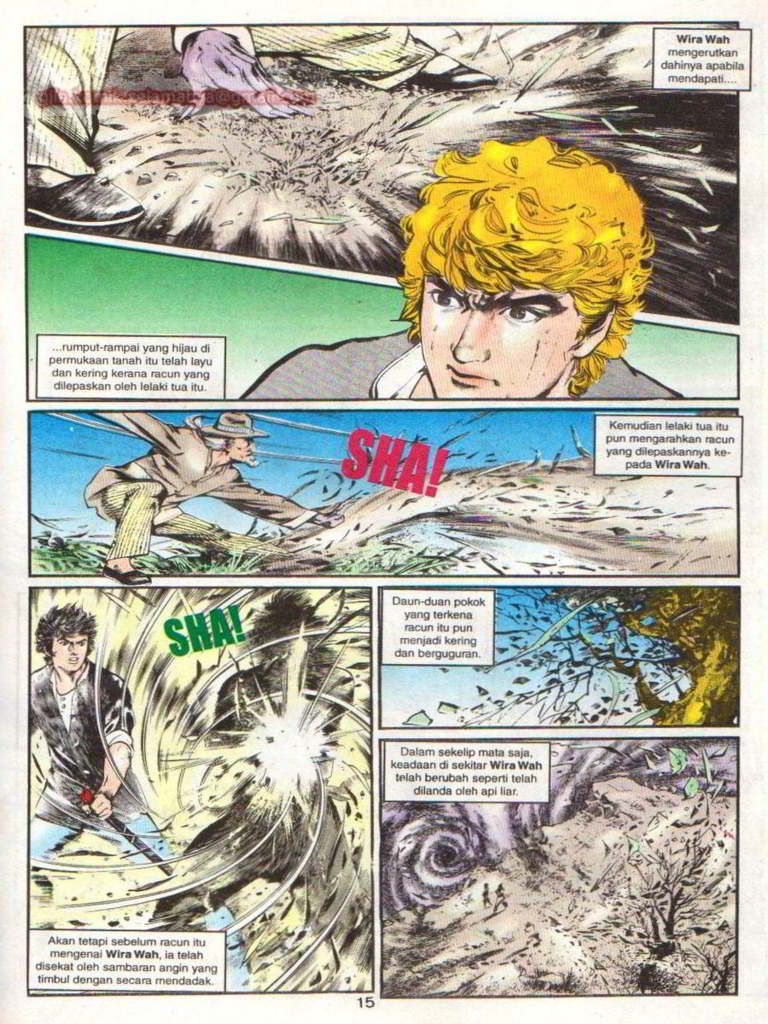 Wira Wah
mengerutkan
dahinya apabila
mendapati....
...rumput-rampai yang hijau di
permukaan tanah itu telah layu
dan kering kerana racun yang
dilepaskan oleh lelaki tua itu.
Kemudian lelaki tua itu
pun mengarahkan racun
yang dilepaskannya ke-
pada Wira Wah.
SHA!
SHA!
Daun-duan pokok
yang terkena
racun itu pun
menjadi kering
dan berguguran.
Dalam sekelip mata saja,
keadaan di sekitar Wira Wah
telah berubah seperti telah
dilanda oleh api liar.
Akan tetapi sebelum racun itu
mengenai Wira Wah, ia telah
disekat oleh sambaran angin yang
timbul dengan secara mendadak.
15